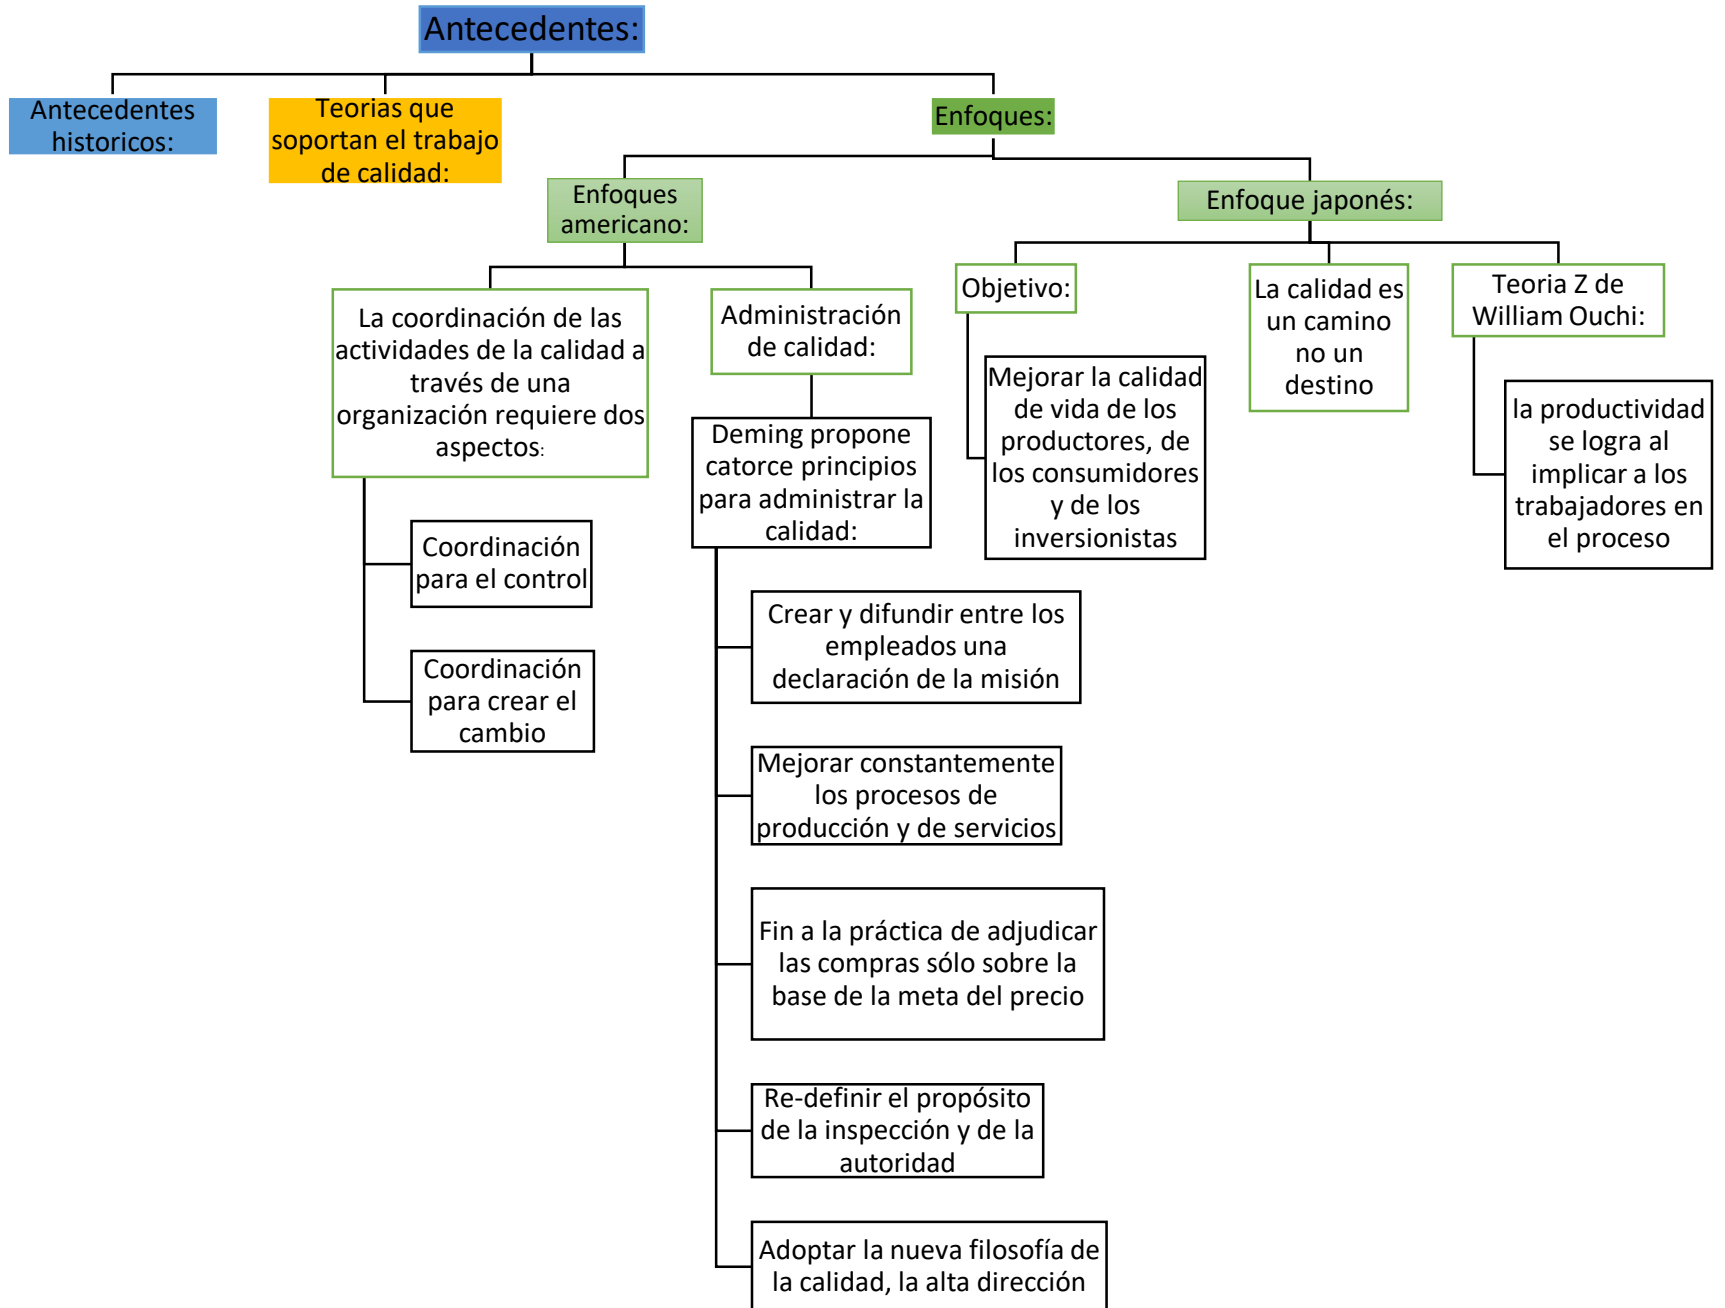 Antecedentes:
Antecedentes
historicos:
Teorias que
soportan el trabajo
de calidad:
Enfoques:
Enfoques
americano:
Enfoque japonés:
La coordinación de las
actividades de la calidad a
través de una
organización requiere dos
aspectos:
Coordinación
para el control
Coordinación
para crear el
cambio
Administración
de calidad:
Deming propone
catorce principios
para administrar la
calidad:
Crear y difundir entre los
empleados una
declaración de la misión
Mejorar constantemente
los procesos de
producción y de servicios
Fin a la práctica de adjudicar
las compras sólo sobre la
base de la meta del precio
Re-definir el propósito
de la inspección y de la
autoridad
Adoptar la nueva filosofía de
la calidad, la alta dirección
Objetivo:
Mejorar la calidad
de vida de los
productores, de
los consumidores
y de los
inversionistas
La calidad es
un camino
no un
destino
Teoria Z de
William Ouchi:
la productividad
se logra al
implicar a los
trabajadores en
el proceso